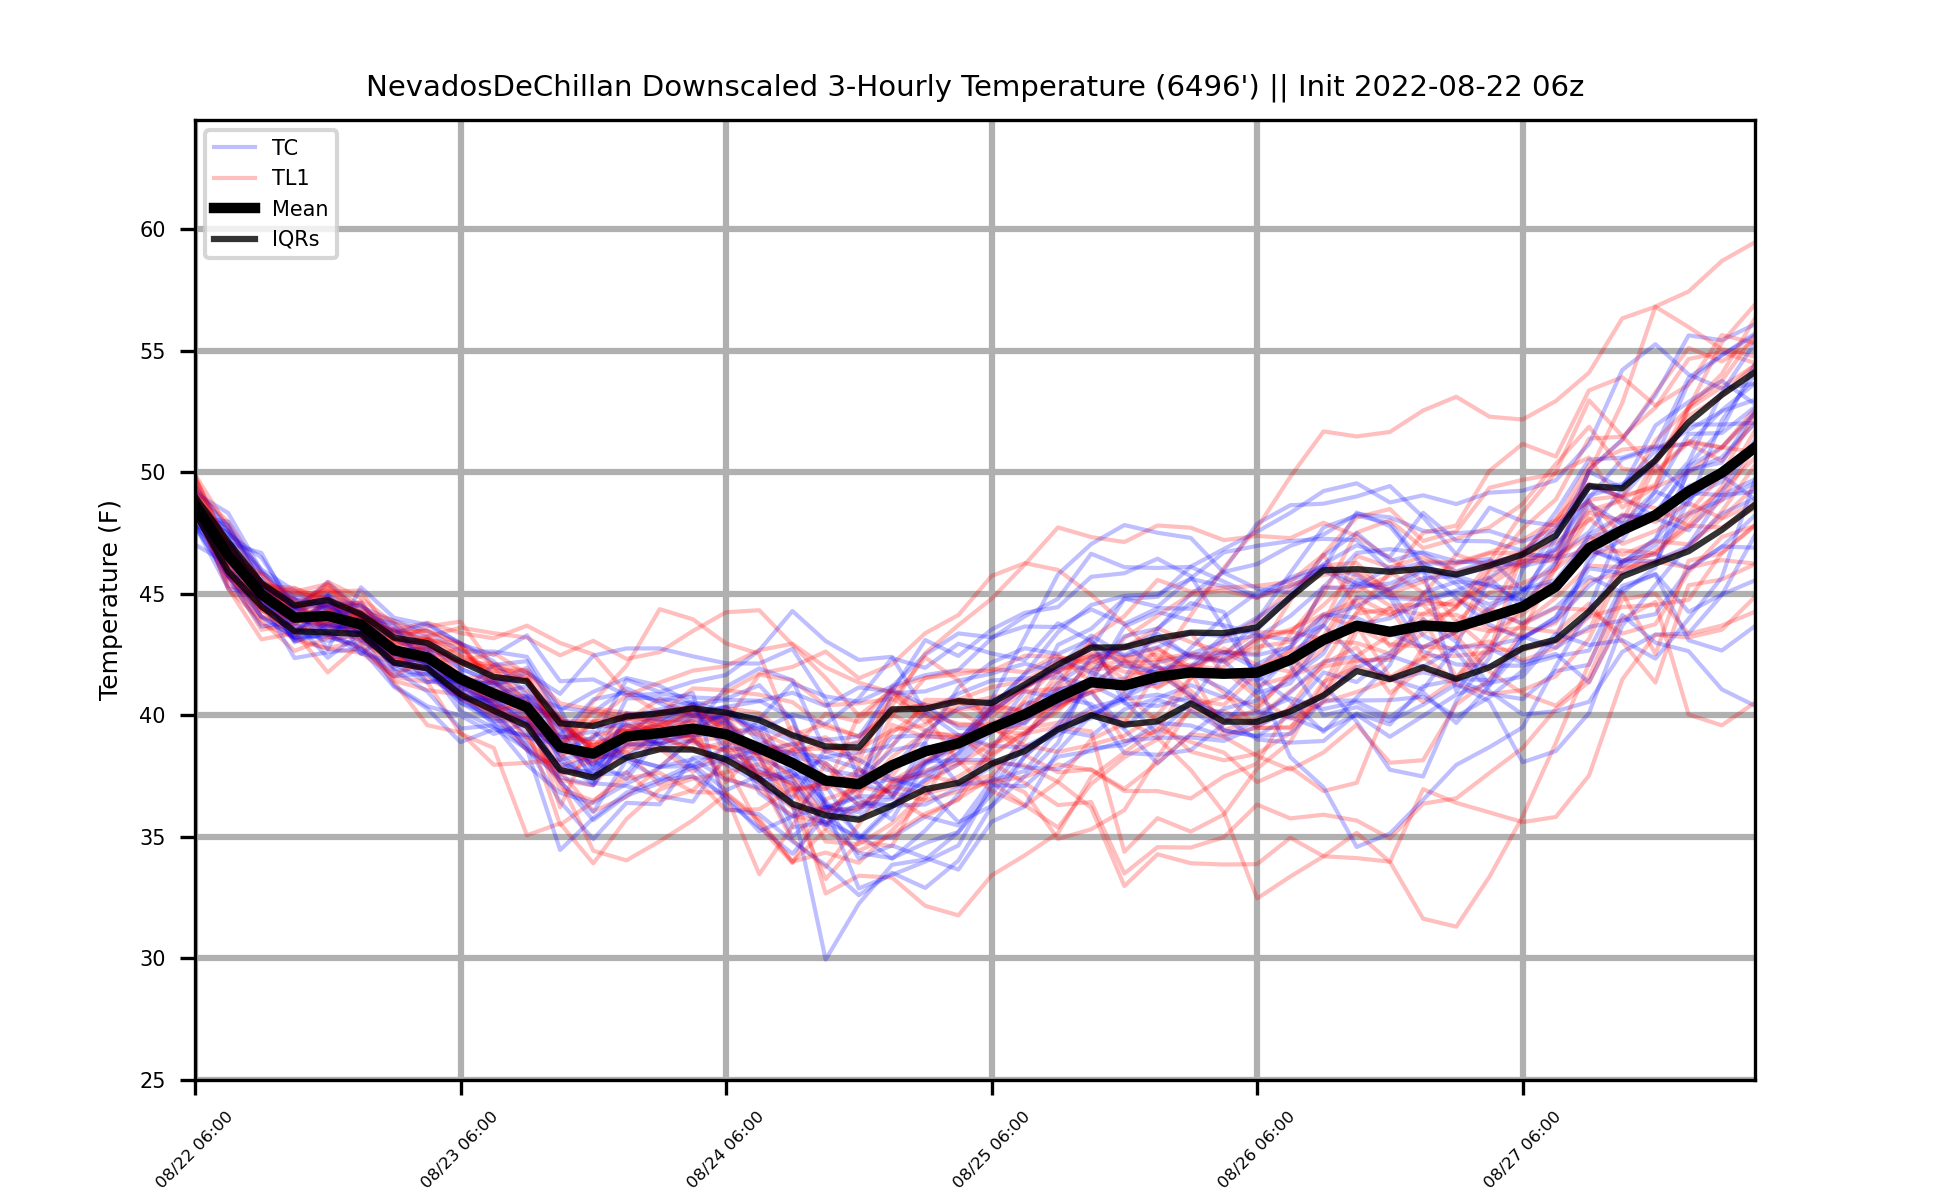 NevadosDeChillan Downscaled 3-Hourly Temperature (6496') || Init 2022-08-22 06z
TC
TL1
Mean
IQRs
Temperature (F)
60
55
50
45
40
35
30
25
08/22 06:00
08/23 06:00
08/24 06:00
08/25 06:00
08/26 06:00
08/27 06:00